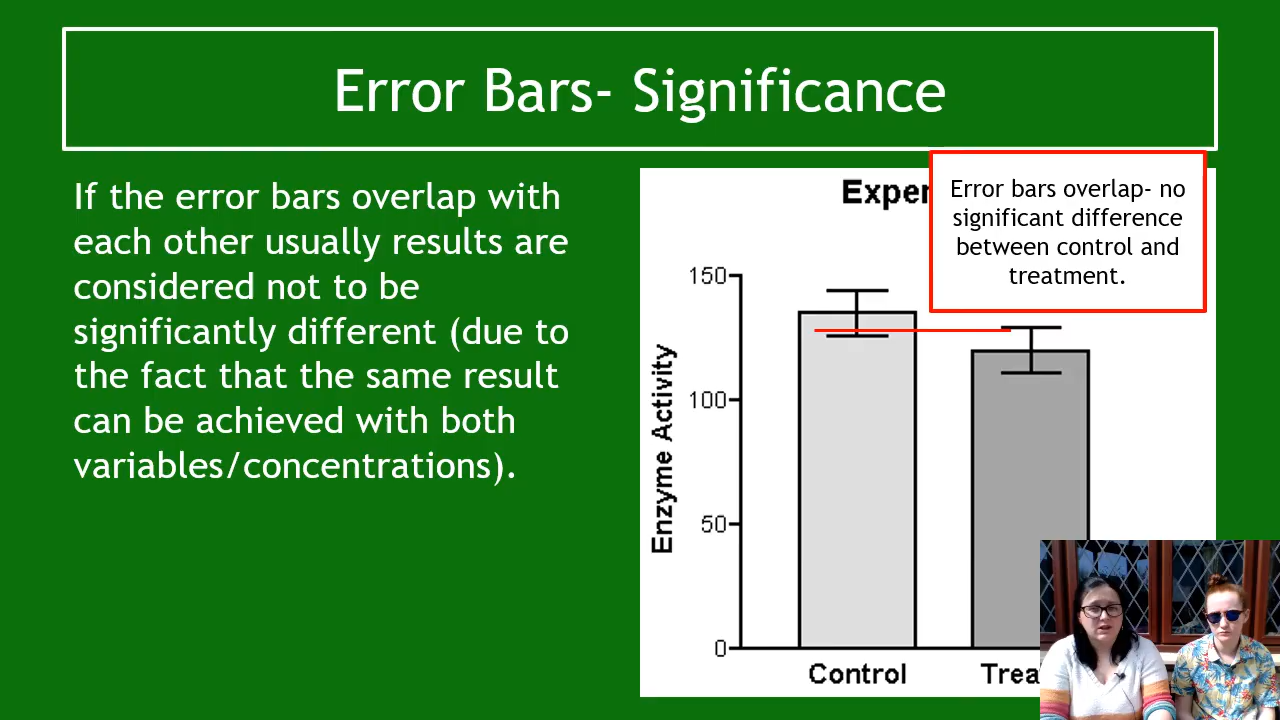 Error Bars- Significance
If the error bars overlap with
each other usually results are
considered not to be
significantly different (due to
the fact that the same result
can be achieved with both
variables/concentrations).
Error bars overlap- no
significant difference
between control and
treatment.
150
100
50
0
Enzyme Activity
Control